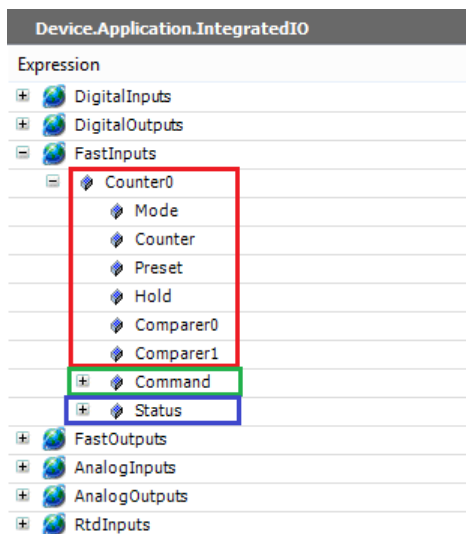 Device.Application.IntegratedIO
Expression
DigitalInputs
DigitalOutputs
FastInputs
Counter0
Mode
Counter
Preset
Hold
Comparer0
Comparer1
Command
Status
FastOutputs
AnalogInputs
AnalogOutputs
RtdInputs